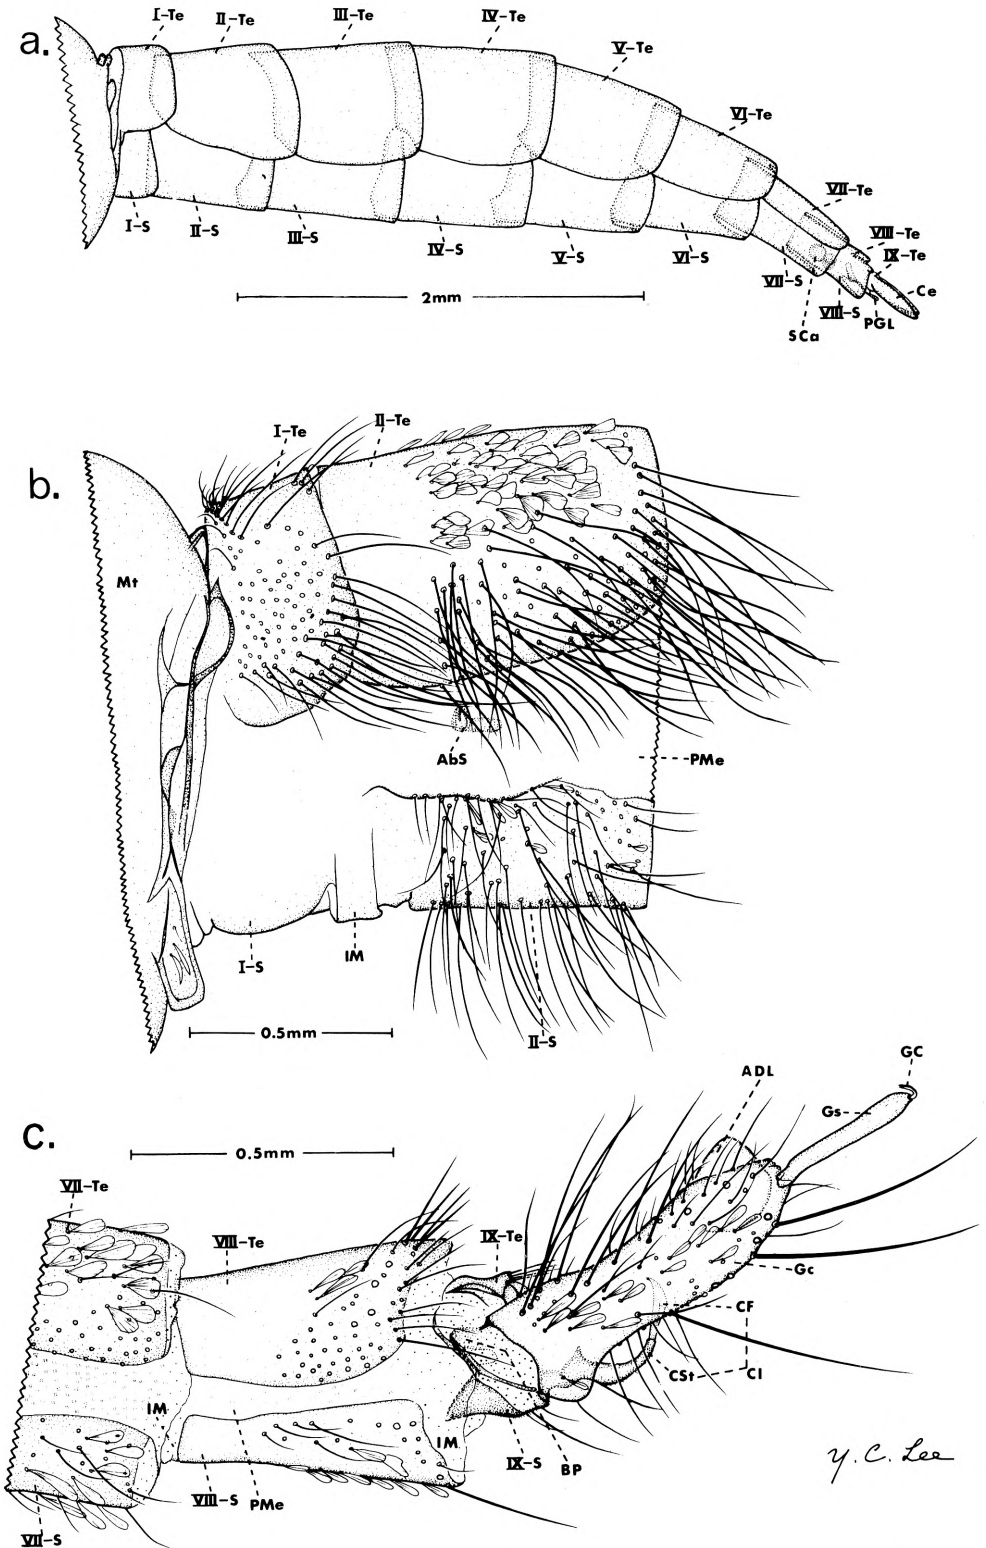 a.
I-Te
II-Te
III-Te
IV-Te
V-Te
VI-Te
VII-Te
VIII-Te
IX-Te
Ce
PGL
VIII-S
SCa
VII-S
VI-S
V-S
IV-S
III-S
II-S
I-S
2mm
b.
I-Te
II-Te
Mt
AbS
PMe
I-S
IM
II-S
0.5mm
c.
0.5mm
VII-Te
VIII-Te
IX-Te
ADL
GC
Gs
Gc
CF
CSt
Cl
IM
IM
IX-S
BP
VIII-S
PMe
VII-S
Y. C. Lee